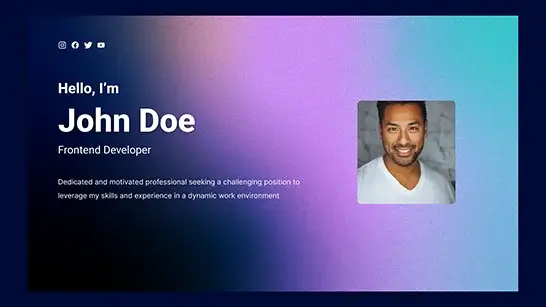 Hello, I'm
John Doe
Frontend Developer
Dedicated and motivated professional seeking a challenging position to
leverage my skills and experience in a dynamic work environment